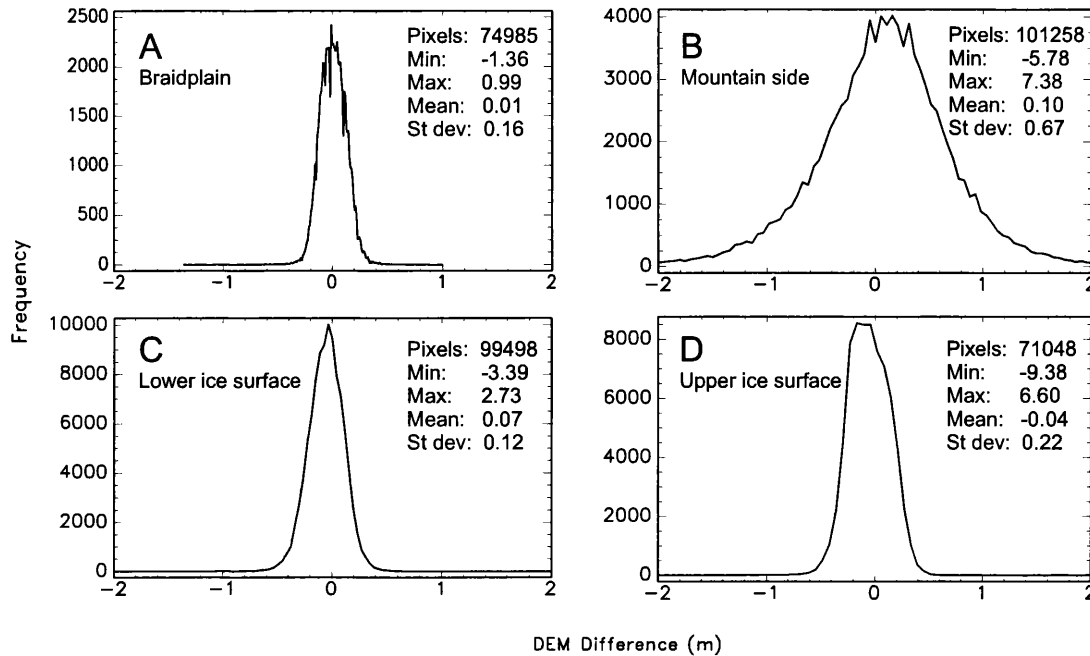 A
Braidplain
Pixels: 74985
Min: -1.36
Max: 0.99
Mean: 0.01
St dev: 0.16
2500
2000
1500
1000
500
0
-2 -1 0 1 2
B
Mountain side
Pixels: 101258
Min: -5.78
Max: 7.38
Mean: 0.10
St dev: 0.67
4000
3000
2000
1000
0
-2 -1 0 1 2
Frequency
C
Lower ice surface
Pixels: 99498
Min: -3.39
Max: 2.73
Mean: 0.07
St dev: 0.12
10000
8000
6000
4000
2000
0
-2 -1 0 1 2
D
Upper ice surface
Pixels: 71048
Min: -9.38
Max: 6.60
Mean: -0.04
St dev: 0.22
8000
6000
4000
2000
0
-2 -1 0 1 2
DEM Difference (m)